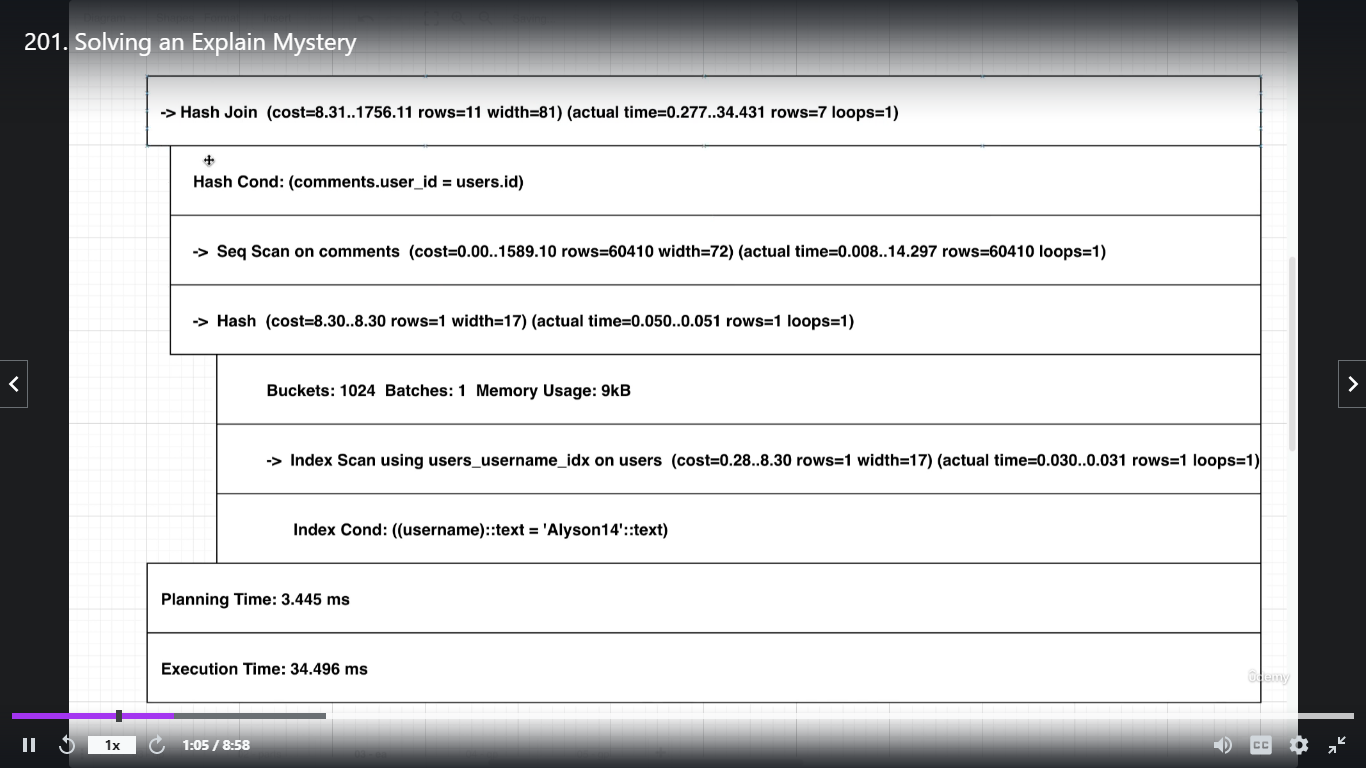 201. Solving an Explain Mystery
-> Hash Join (cost=8.31..1756.11 rows=11 width=81) (actual time=0.277..34.431 rows=7 loops=1)
Hash Cond: (comments.user_id = users.id)
-> Seq Scan on comments (cost=0.00..1589.10 rows=60410 width=72) (actual time=0.008..14.297 rows=60410 loops=1)
-> Hash (cost=8.30..8.30 rows=1 width=17) (actual time=0.050..0.051 rows=1 loops=1)
Buckets: 1024 Batches: 1 Memory Usage: 9kB
-> Index Scan using users_username_idx on users (cost=0.28..8.30 rows=1 width=17) (actual time=0.030..0.031 rows=1 loops=1)
Index Cond: ((username)::text = 'Alyson14'::text)
Planning Time: 3.445 ms
Execution Time: 34.496 ms
ûdemy
1x 1:05 / 8:58 CC